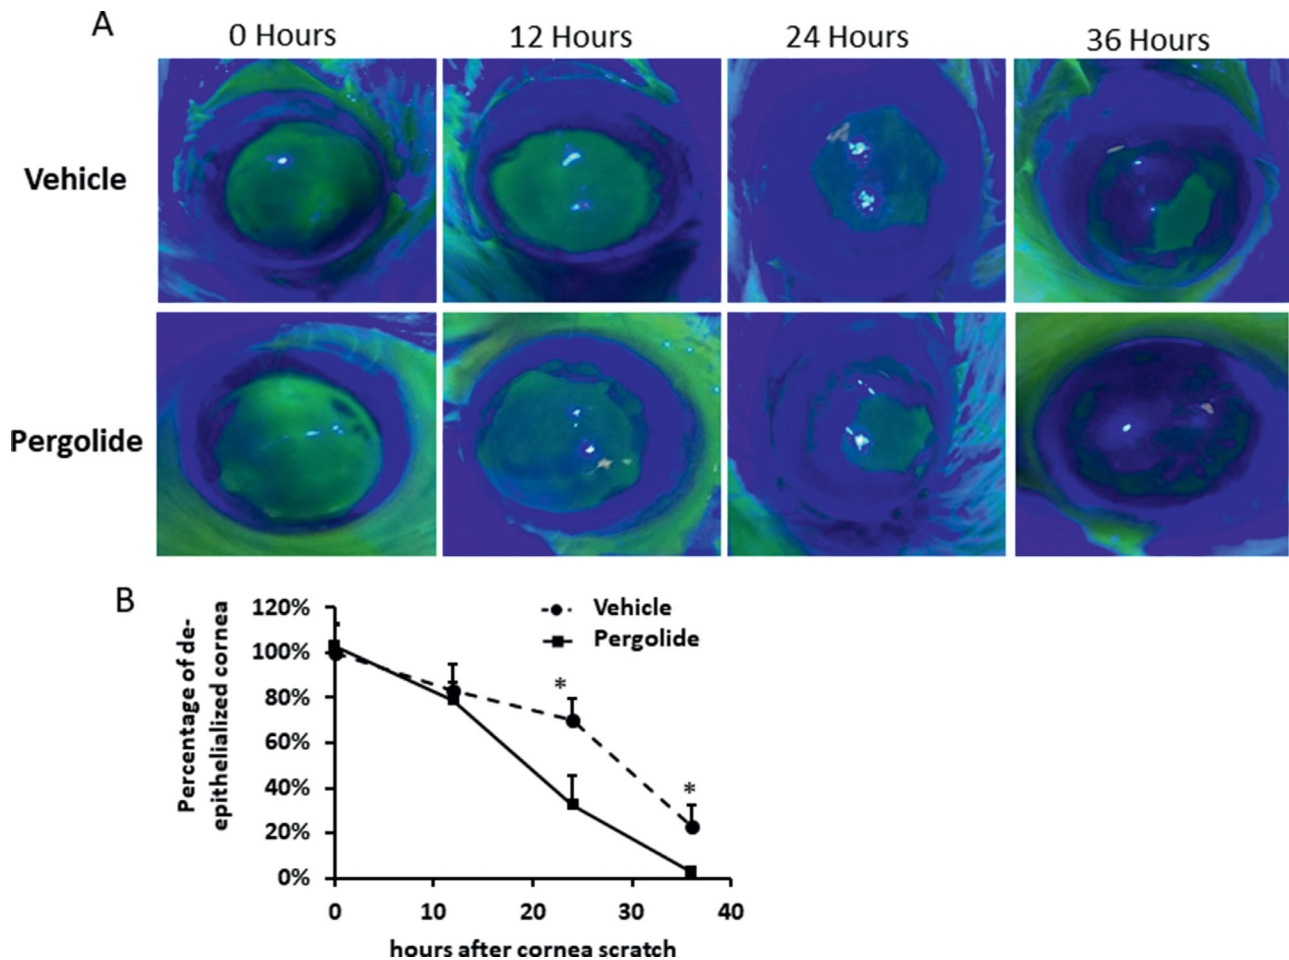 A
0 Hours
12 Hours
24 Hours
36 Hours
Vehicle
Pergolide
B
Percentage of de-
epithelialized cornea
120%
100%
80%
60%
40%
20%
0%
Vehicle
Pergolide
*
*
0
10
20
30
40
hours after cornea scratch